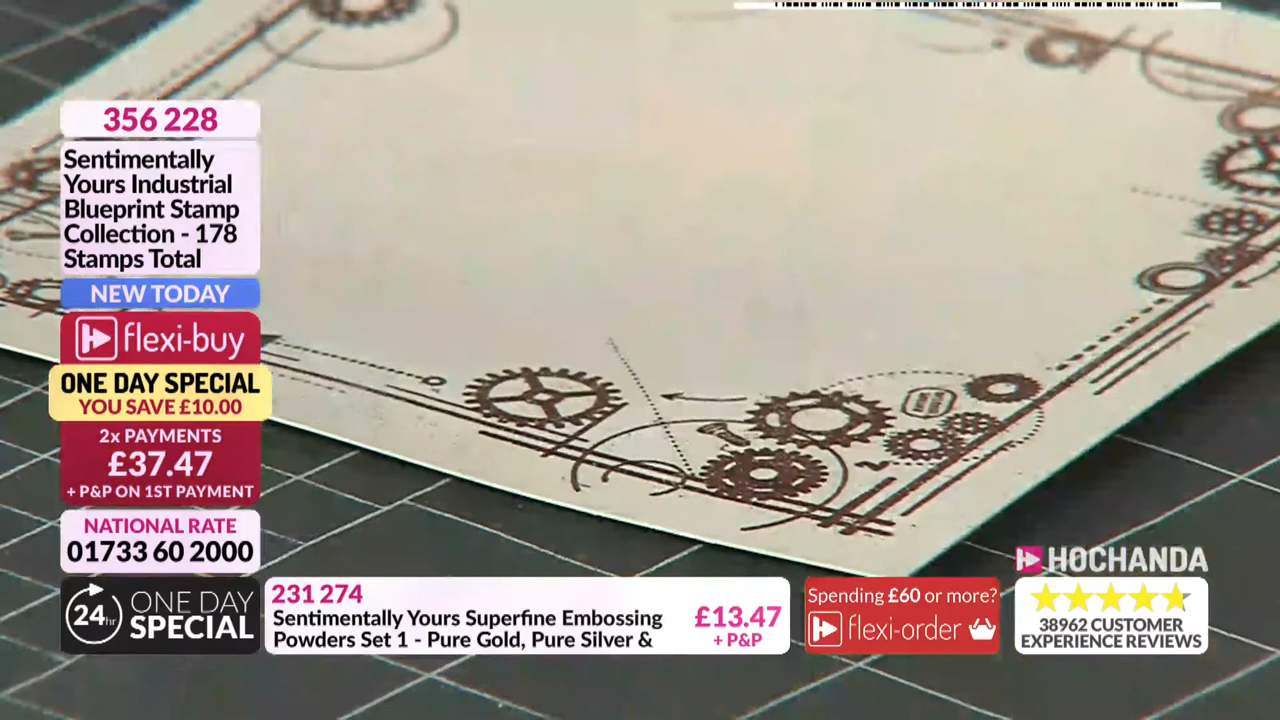 356 228
Sentimentally
Yours Industrial
Blueprint Stamp
Collection - 178
Stamps Total
NEW TODAY
flexi-buy
ONE DAY SPECIAL
YOU SAVE £10.00
2x PAYMENTS
£37.47
+ P&P ON 1ST PAYMENT
NATIONAL RATE
01733 60 2000
24hr
ONE DAY
SPECIAL
231 274
Sentimentally Yours Superfine Embossing
Powders Set 1 - Pure Gold, Pure Silver &
£13.47
+ P&P
Spending £60 or more?
flexi-order
HOCHANDA
38962 CUSTOMER
EXPERIENCE REVIEWS